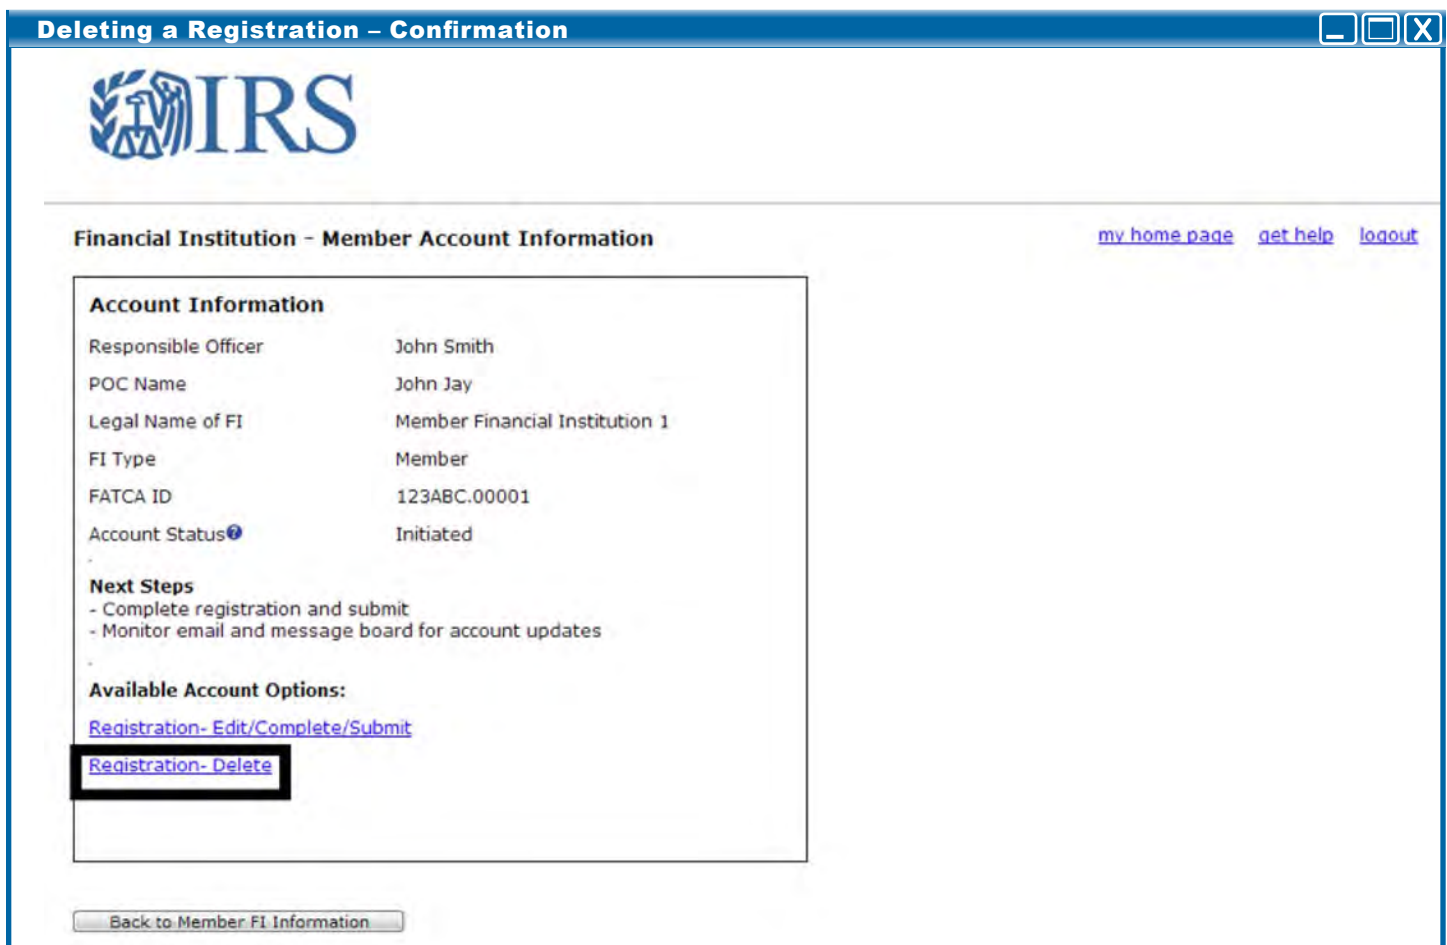 Deleting a Registration – Confirmation
IRS
Financial Institution - Member Account Information
my home page get help logout
Account Information
Responsible Officer John Smith
POC Name John Jay
Legal Name of FI Member Financial Institution 1
FI Type Member
FATCA ID 123ABC.00001
Account Status Initiated
Next Steps
- Complete registration and submit
- Monitor email and message board for account updates
Available Account Options:
Registration- Edit/Complete/Submit
Registration- Delete
Back to Member FI Information